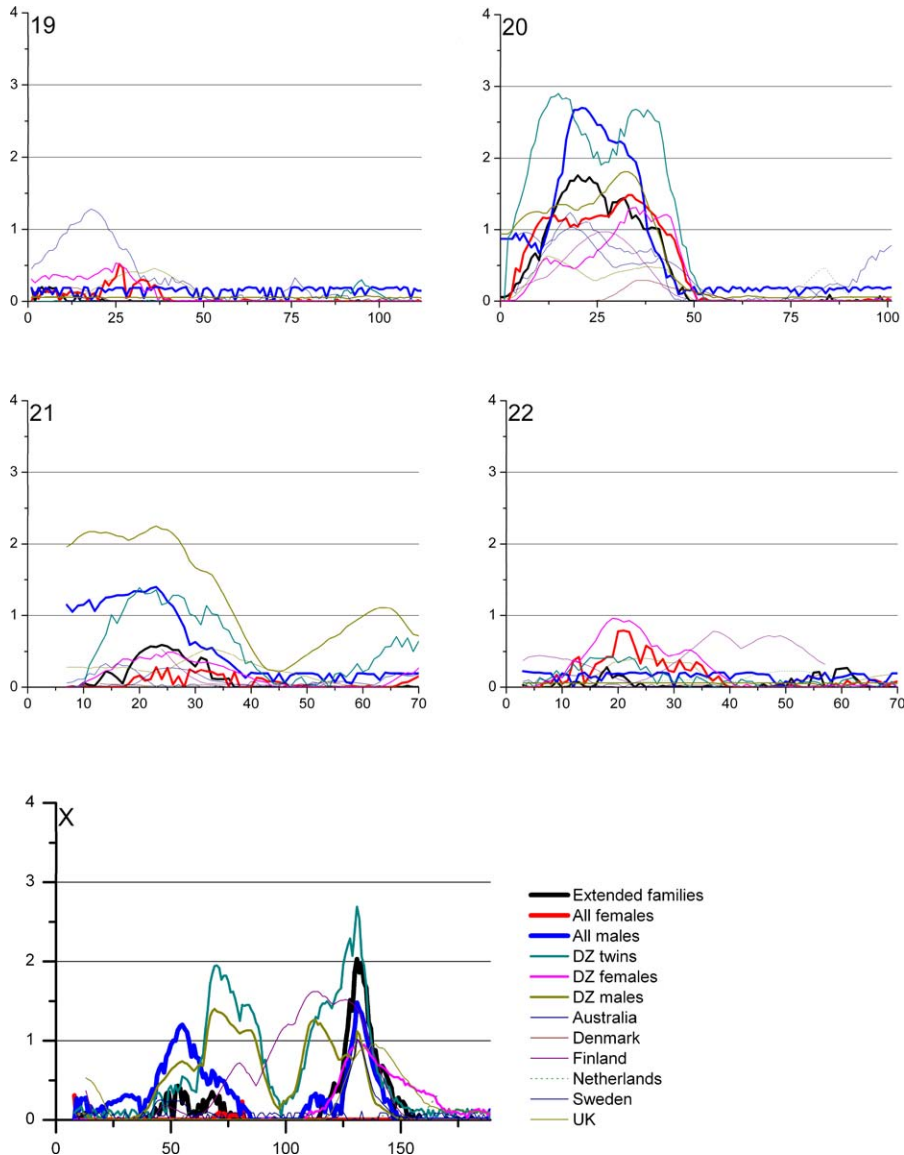 19
4
3
2
1
0
0 25 50 75 100
20
4
3
2
1
0
0 25 50 75 100
21
4
3
2
1
0
0 10 20 30 40 50 60 70
22
4
3
2
1
0
0 10 20 30 40 50 60 70
X
4
3
2
1
0
0 50 100 150
Extended families
All females
All males
DZ twins
DZ females
DZ males
Australia
Denmark
Finland
Netherlands
Sweden
UK